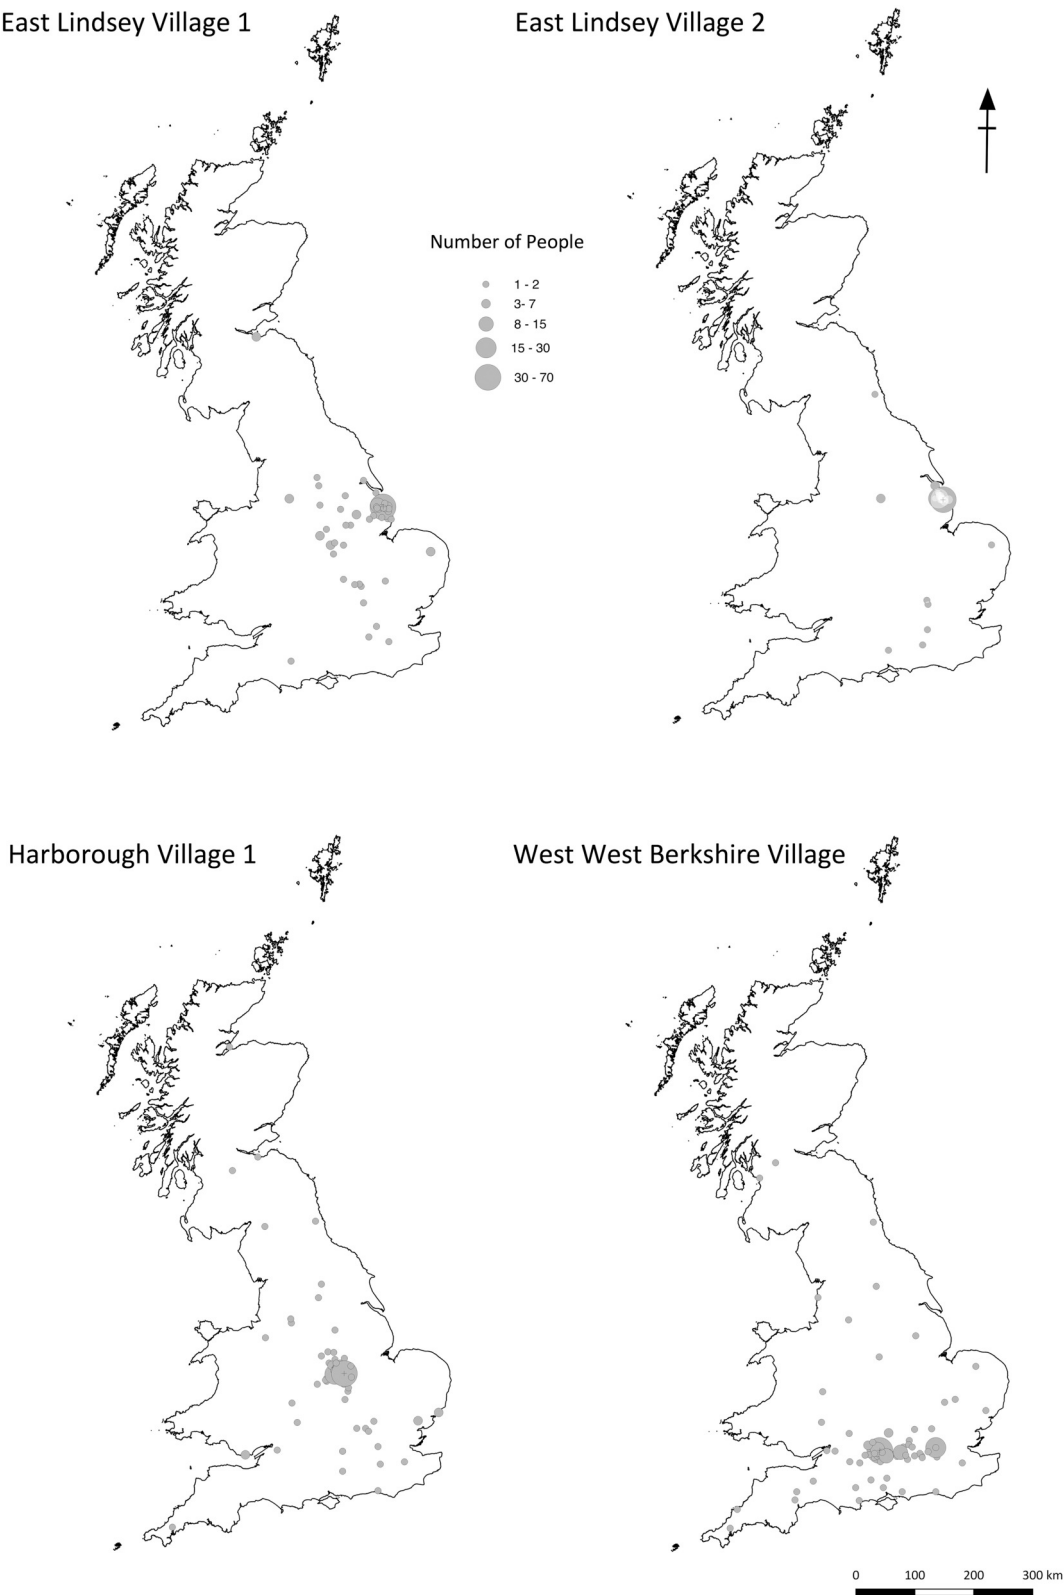 East Lindsey Village 1
East Lindsey Village 2
Number of People
1 - 2
3- 7
8 - 15
15 - 30
30 - 70
Harborough Village 1
West West Berkshire Village
0 100 200 300 km